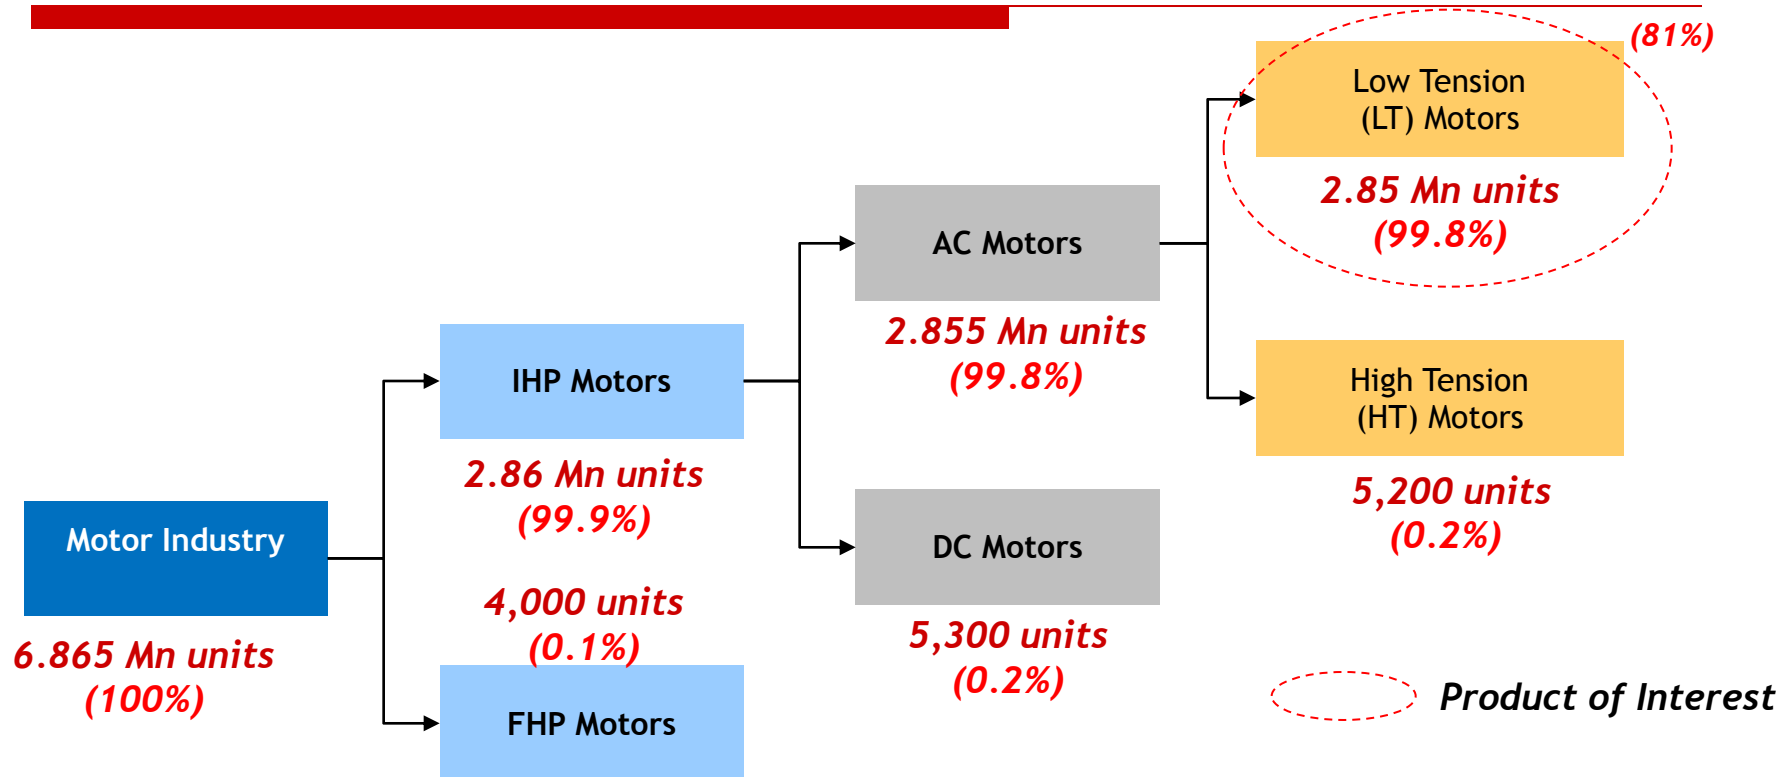 (81%)
Low Tension
(LT) Motors
2.85 Mn units
(99.8%)
AC Motors
2.855 Mn units
(99.8%)
IHP Motors
2.86 Mn units
(99.9%)
High Tension
(HT) Motors
5,200 units
(0.2%)
Motor Industry
6.865 Mn units
(100%)
4,000 units
(0.1%)
FHP Motors
DC Motors
5,300 units
(0.2%)
Product of Interest